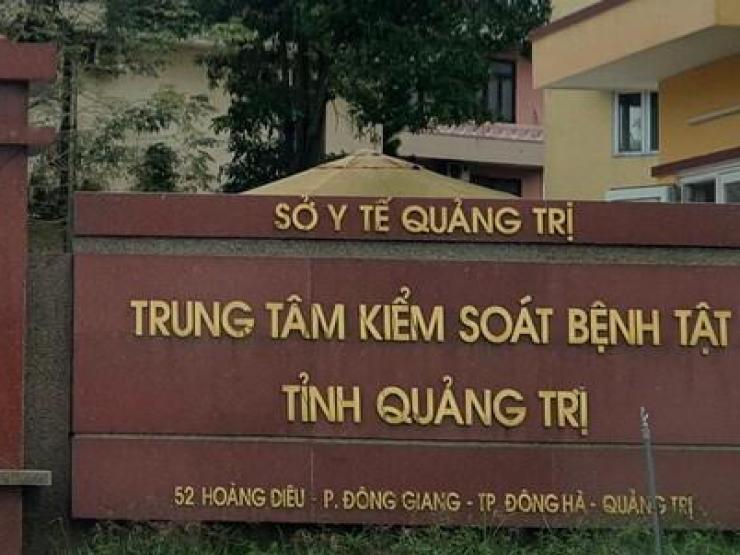 SỞ Y TẾ QUẢNG TRỊ
TRUNG TÂM KIỂM SOÁT BỆNH TẬT
TỈNH QUẢNG TRỊ
52 HOÀNG DIỆU - P. ĐÔNG GIANG - TP. ĐÔNG HÀ - QUẢNG TRỊ